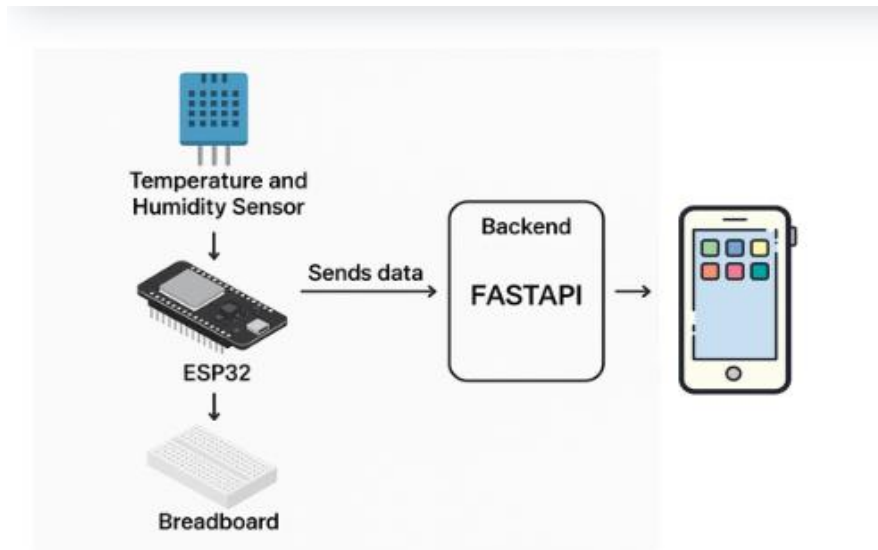 Temperature and
Humidity Sensor
Sends data
Backend
FASTAPI
ESP32
Breadboard